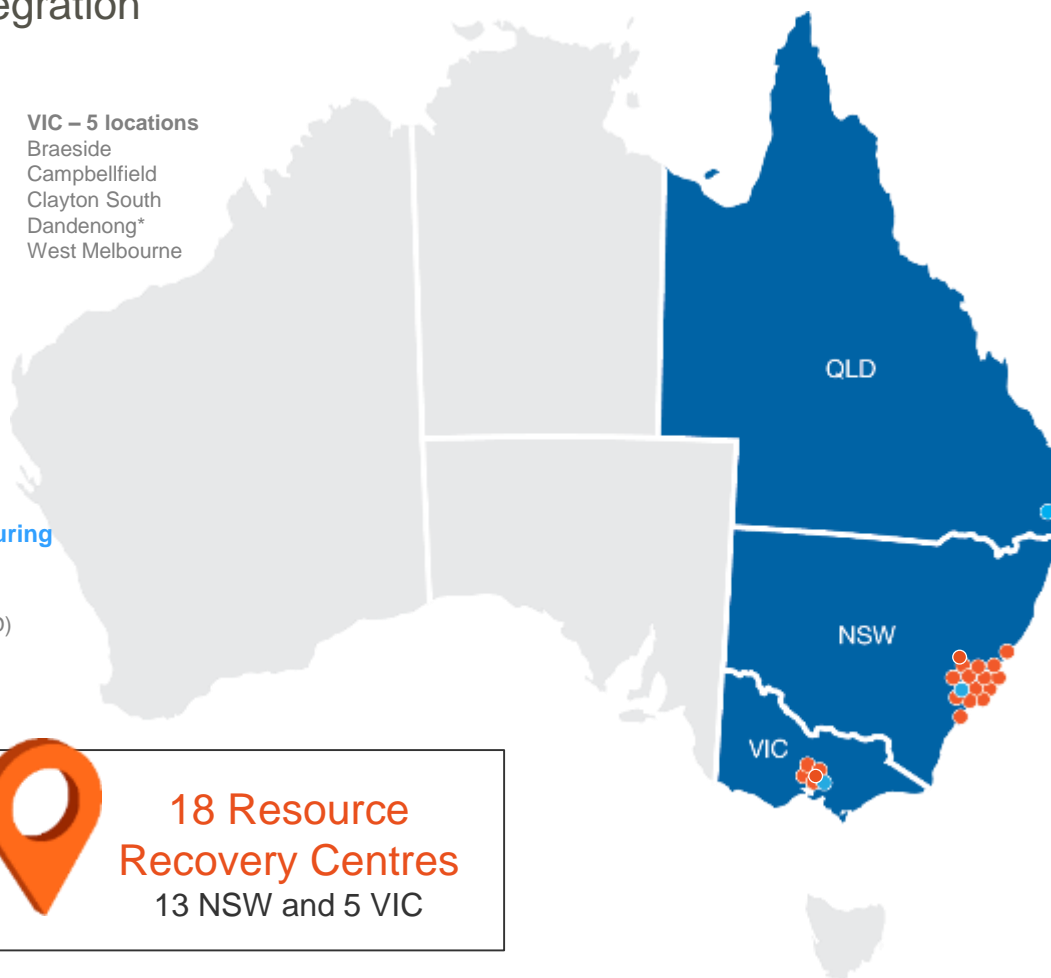 egration
VIC – 5 locations
Braeside
Campbellfield
Clayton South
Dandenong*
West Melbourne
QLD
uring
)
NSW
VIC
18 Resource
Recovery Centres
13 NSW and 5 VIC